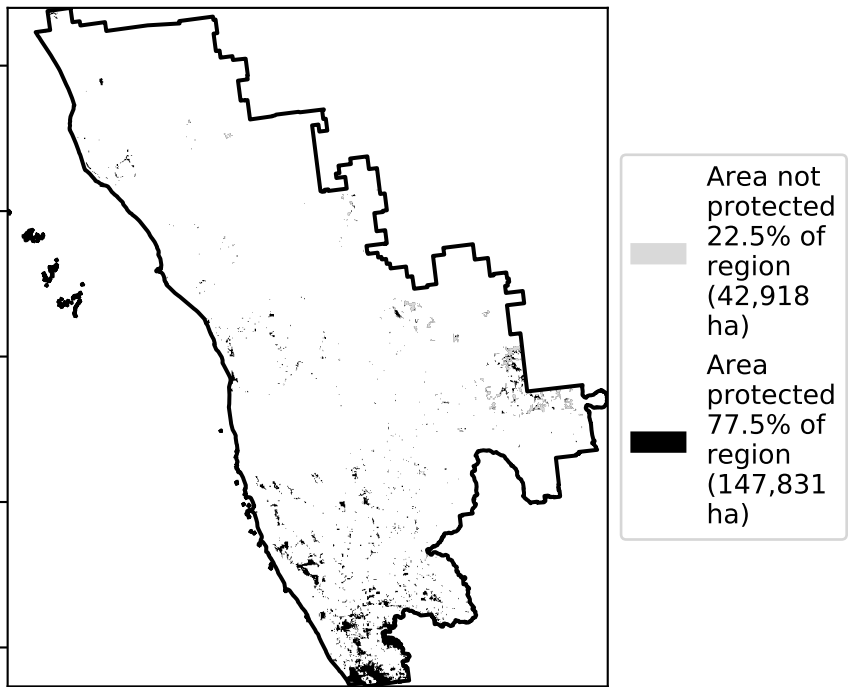 Area not
protected
22.5% of
region
(42,918
ha)
Area
protected
77.5% of
region
(147,831
ha)